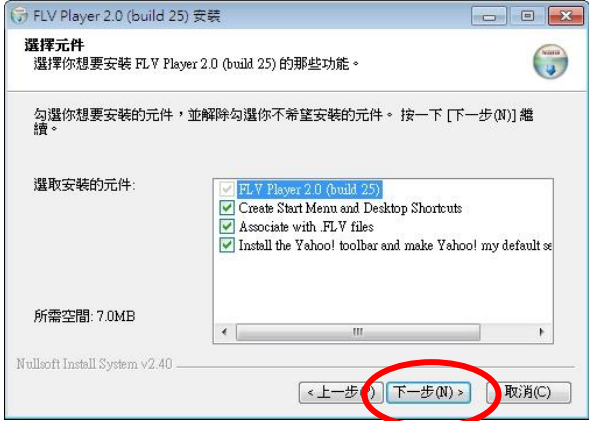 FLV Player 2.0 (build 25) 安裝
選擇元件
選擇你想要安裝 FLV Player 2.0 (build 25) 的那些功能。
勾選你想要安裝的元件，並解除勾選你不希望安裝的元件。 按一下 [下一步(N)] 繼
續。
選取安裝的元件:
FLV Player 2.0 (build 25)
Create Start Menu and Desktop Shortcuts
Associate with .FLV files
Install the Yahoo! toolbar and make Yahoo! my default se
所需空間: 7.0MB
Nullsoft Install System v2.40
<上一步( )
下一步(N) >
取消(C)